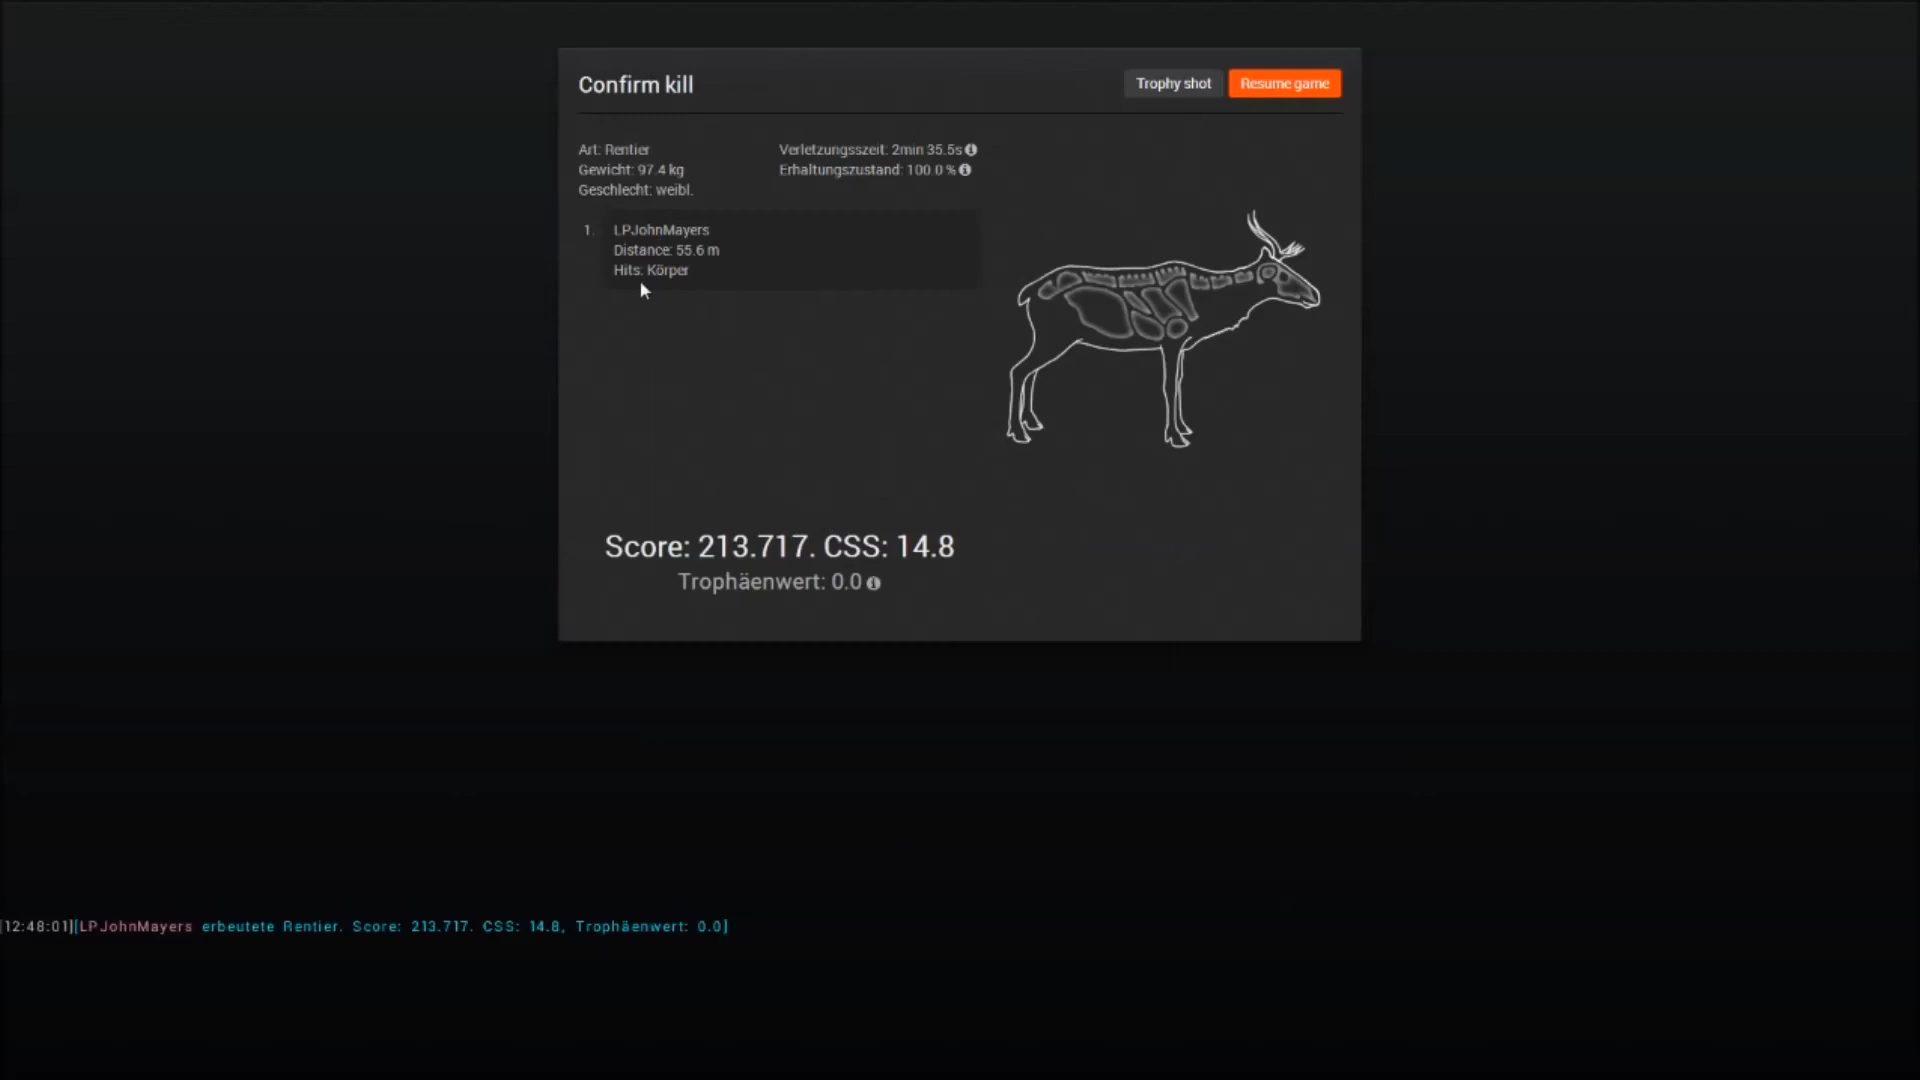 Confirm kill
Trophy shot
Resume game
Art: Rentier
Gewicht: 97.4 kg
Geschlecht: weibl.
Verletzungsszeit: 2min 35.5s
Erhaltungszustand: 100.0 %
1. LPJohnMayers
Distance: 55.6 m
Hits: Körper
Score: 213.717. CSS: 14.8
Trophäenwert: 0.0
[12:48:01][LPJohnMayers erbeutete Rentier. Score: 213.717. CSS: 14.8, Trophäenwert: 0.0]